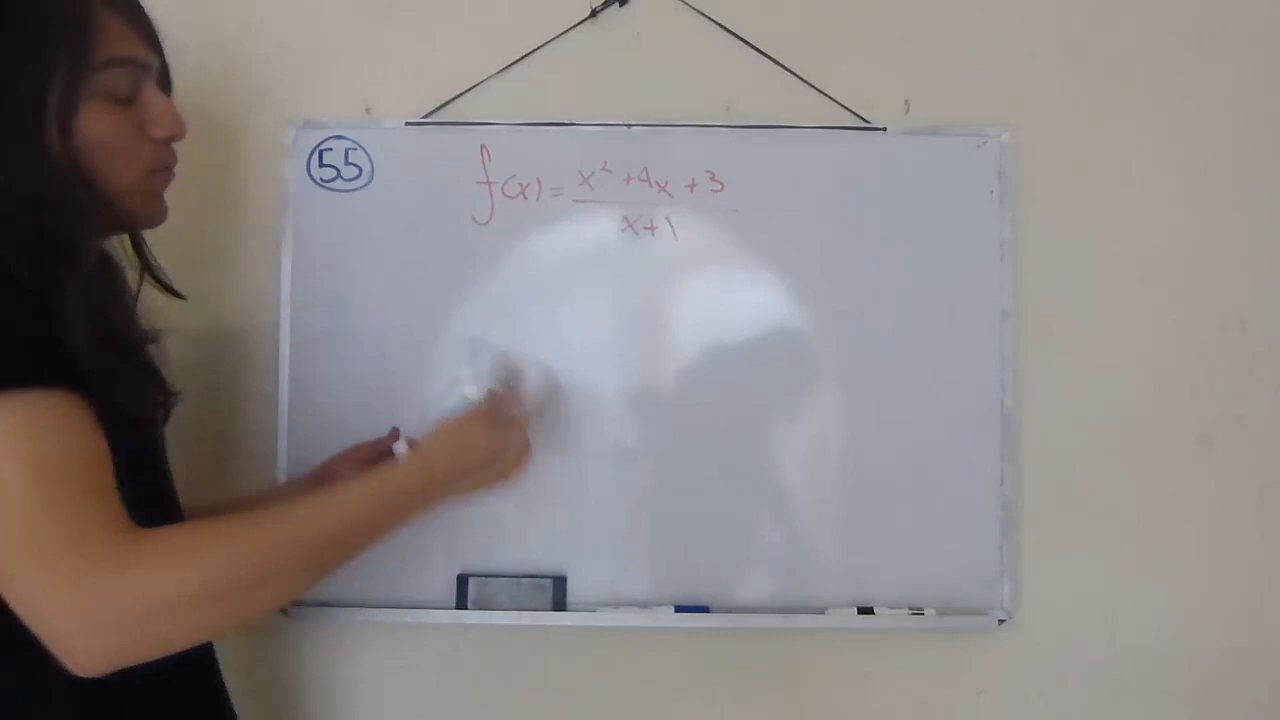 55
f(x) = x² + 4x + 3
x + 1